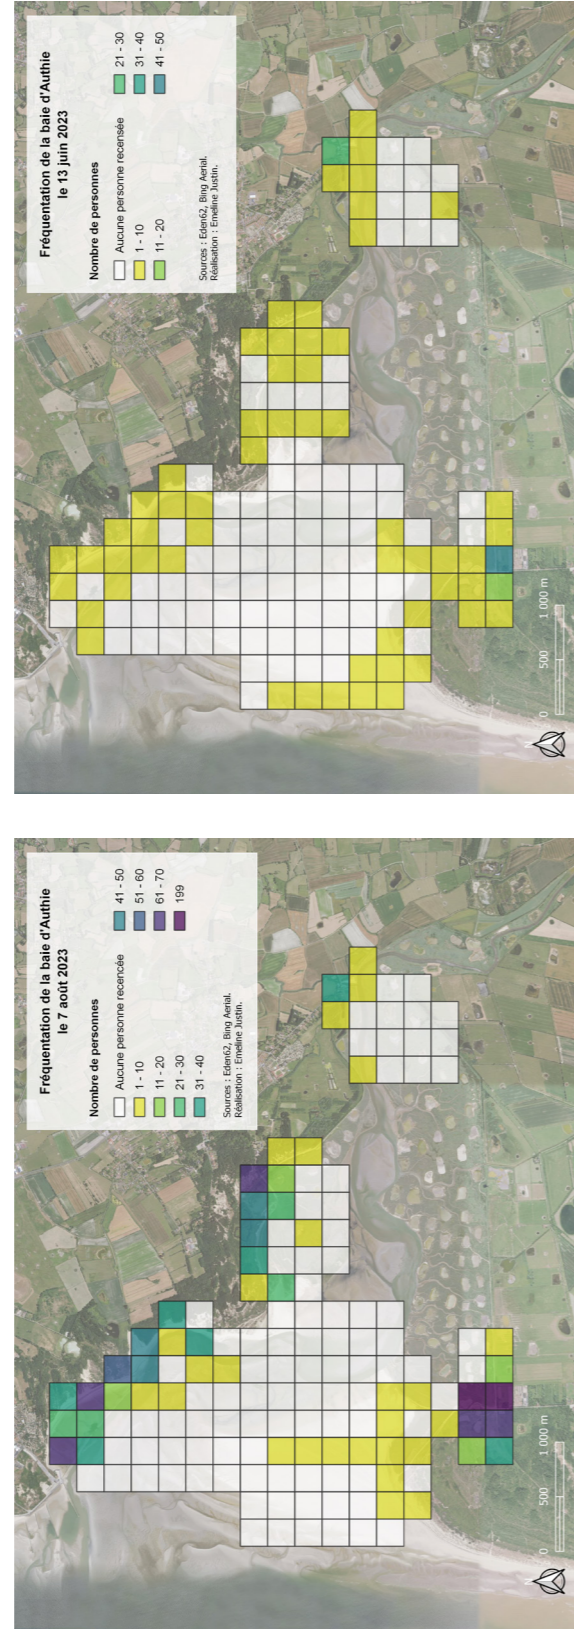 Fréquentation de la baie d'Authie
le 13 juin 2023
Nombre de personnes
Aucune personne recensée
1 - 10
11 - 20
21 - 30
31 - 40
41 - 50
Sources : Eden62, Bing Aerial.
Réalisation : Emeline Justin.
0 500 1 000 m
Fréquentation de la baie d'Authie
le 7 août 2023
Nombre de personnes
Aucune personne recencée
1 - 10
11 - 20
21 - 30
31 - 40
41 - 50
51 - 60
61 - 70
199
Sources : Eden62, Bing Aerial.
Réalisation : Emeline Justin.
0 500 1 000 m